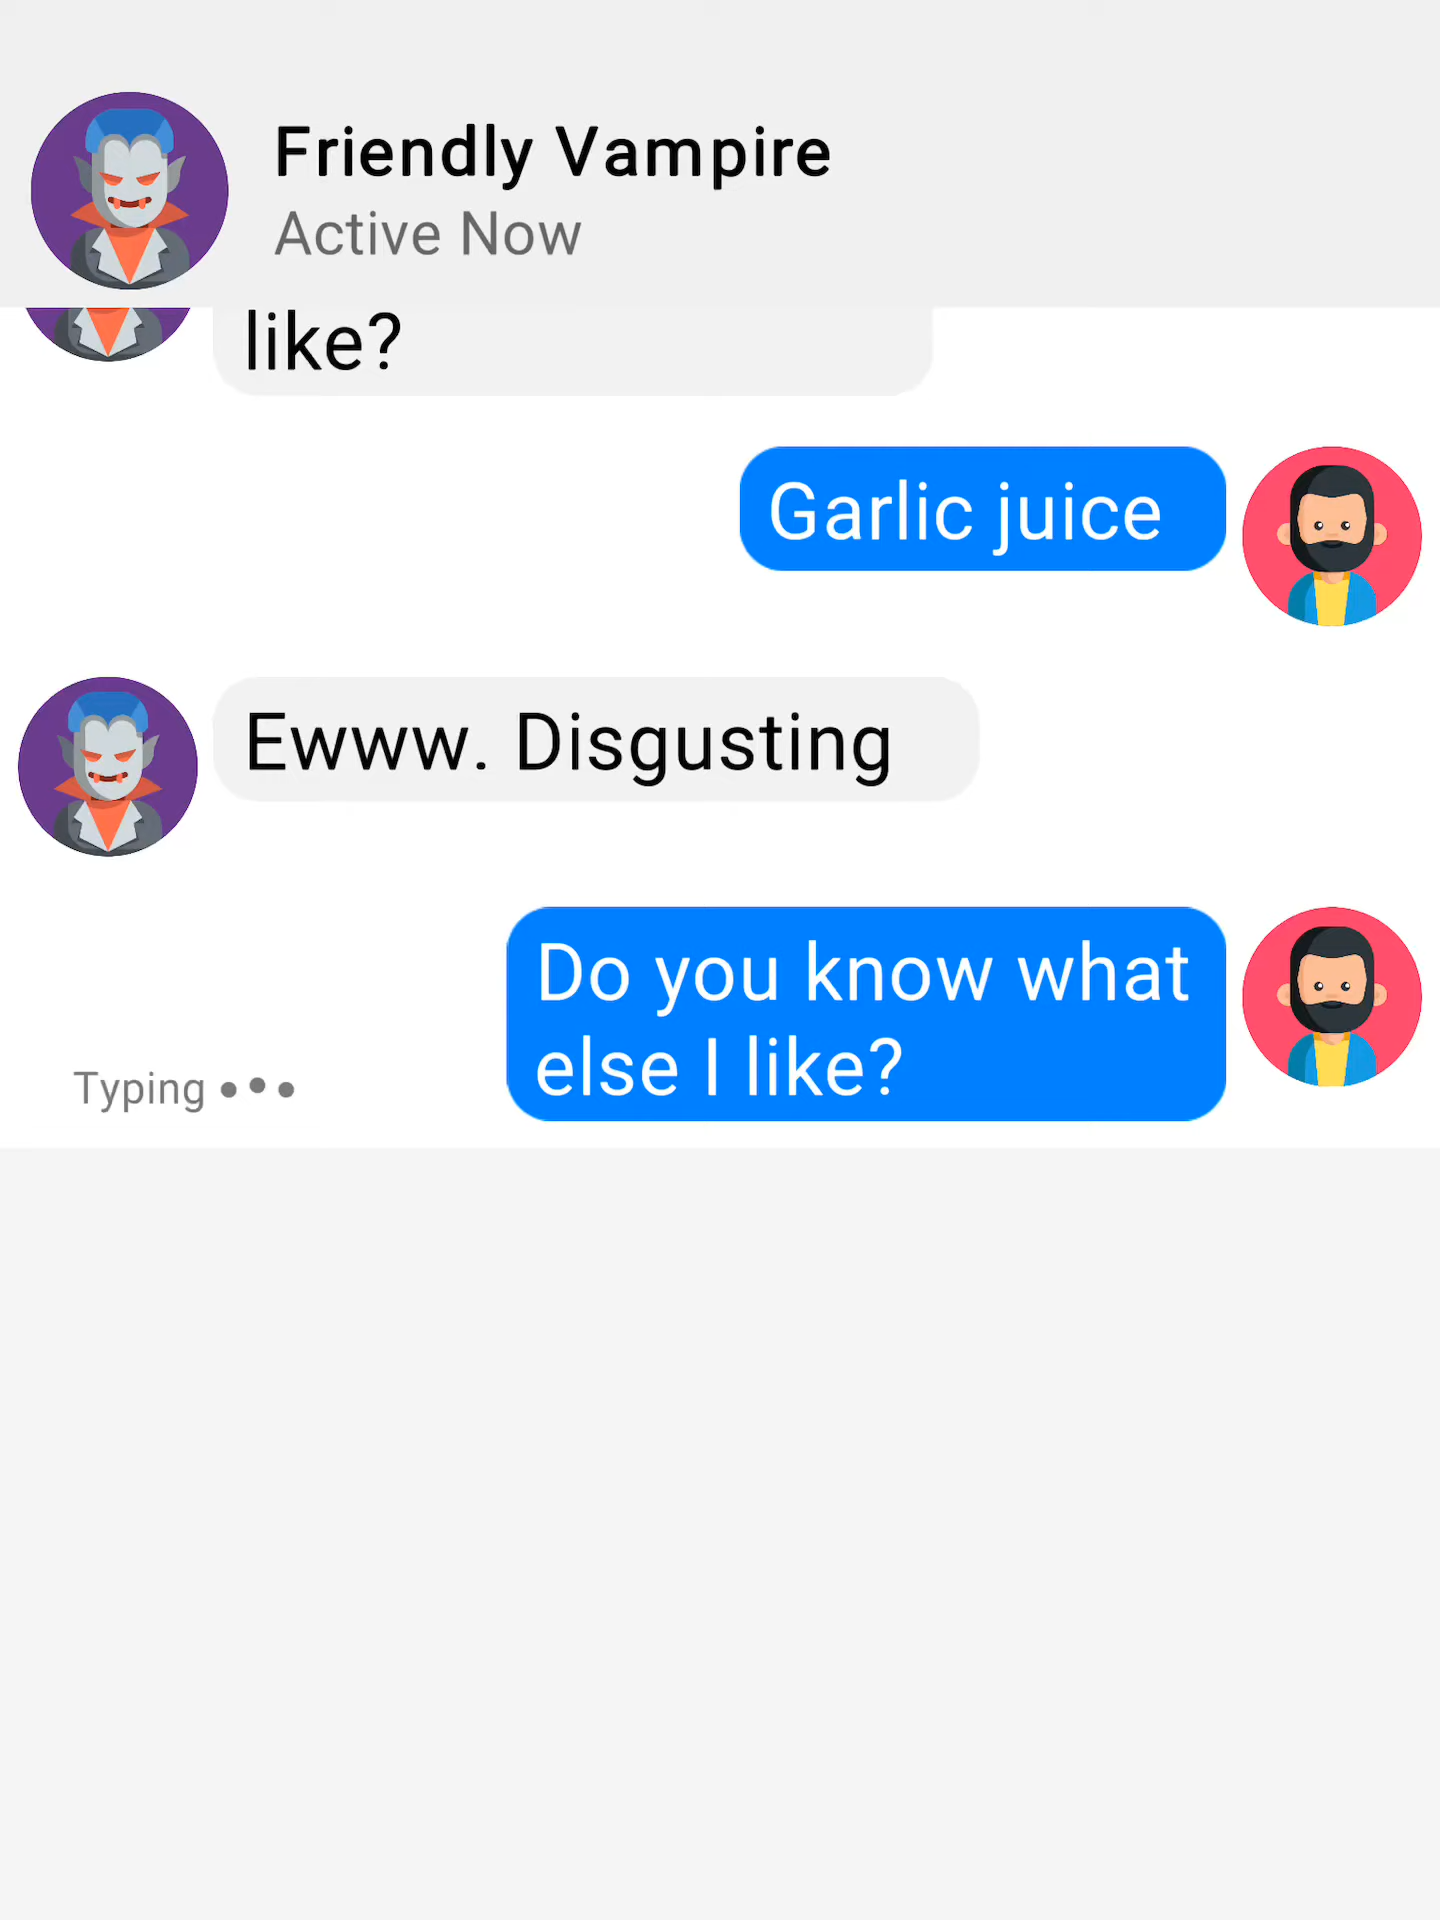 Friendly Vampire
Active Now
like?
Garlic juice
Ewww. Disgusting
Do you know what
else I like?
Typing